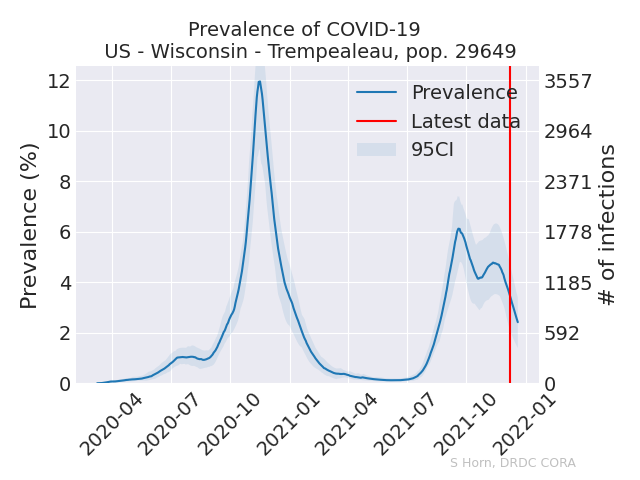 Prevalence of COVID-19
US - Wisconsin - Trempealeau, pop. 29649
Prevalence (%)
12
10
8
6
4
2
0
Prevalence
Latest data
95CI
3557
2964
2371
1778
1185
592
0
# of infections
2020-04
2020-07
2020-10
2021-01
2021-04
2021-07
2021-10
2022-01
S Horn, DRDC CORA